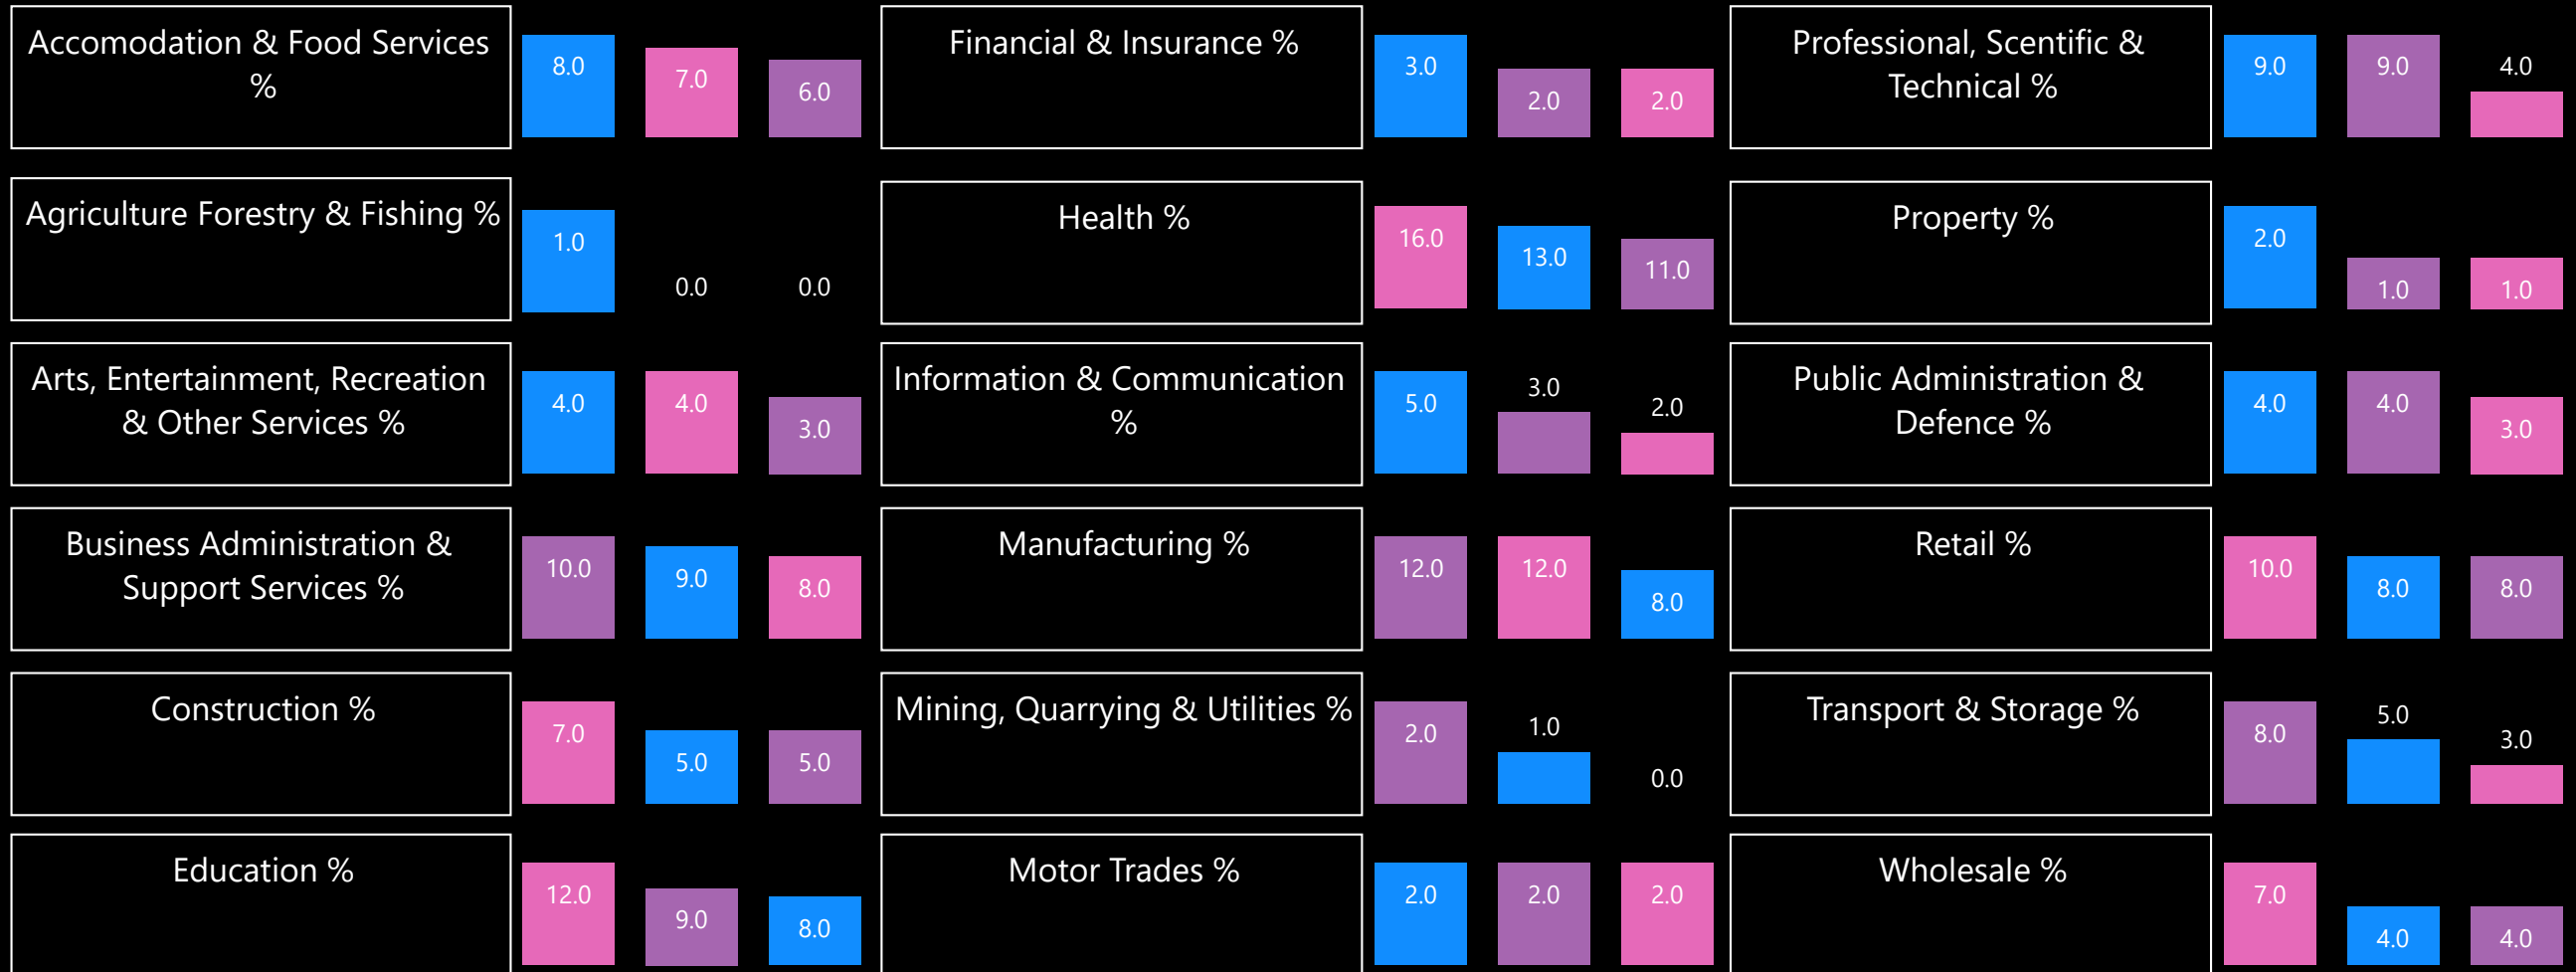 Accomodation & Food Services
%
8.0
7.0
6.0
Financial & Insurance %
3.0
2.0
2.0
Professional, Scentific &
Technical %
9.0
9.0
4.0
Agriculture Forestry & Fishing %
1.0
0.0
0.0
Health %
16.0
13.0
11.0
Property %
2.0
1.0
1.0
Arts, Entertainment, Recreation
& Other Services %
4.0
4.0
3.0
Information & Communication
%
5.0
3.0
2.0
Public Administration &
Defence %
4.0
4.0
3.0
Business Administration &
Support Services %
10.0
9.0
8.0
Manufacturing %
12.0
12.0
8.0
Retail %
10.0
8.0
8.0
Construction %
7.0
5.0
5.0
Mining, Quarrying & Utilities %
2.0
1.0
0.0
Transport & Storage %
8.0
5.0
3.0
Education %
12.0
9.0
8.0
Motor Trades %
2.0
2.0
2.0
Wholesale %
7.0
4.0
4.0